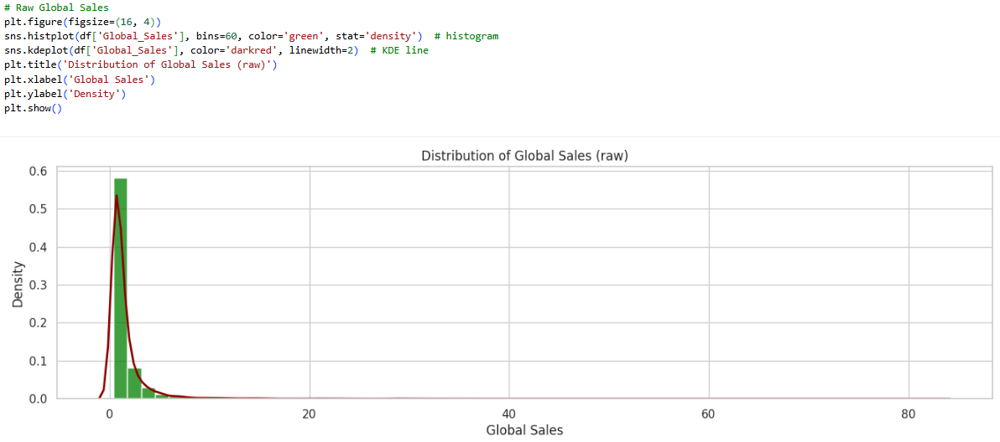 # Raw Global Sales
plt.figure(figsize=(16, 4))
sns.histplot(df['Global_Sales'], bins=60, color='green', stat='density')  # histogram
sns.kdeplot(df['Global_Sales'], color='darkred', linewidth=2)  # KDE line
plt.title('Distribution of Global Sales (raw)')
plt.xlabel('Global Sales')
plt.ylabel('Density')
plt.show()
Distribution of Global Sales (raw)
0.6
0.5
0.4
0.3
0.2
0.1
0.0
Density
0 20 40 60 80
Global Sales